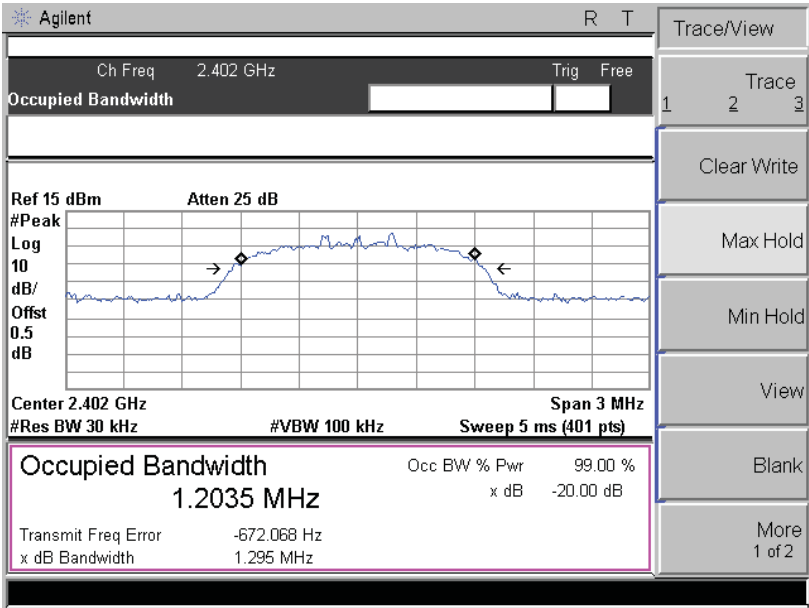 Agilent R T
Trace/View
Ch Freq 2.402 GHz Trig Free
Occupied Bandwidth
Trace
1 2 3
Clear Write
Max Hold
Min Hold
View
Blank
More
1 of 2
Ref 15 dBm Atten 25 dB
#Peak
Log
10
dB/
Offst
0.5
dB
Center 2.402 GHz Span 3 MHz
#Res BW 30 kHz #VBW 100 kHz Sweep 5 ms (401 pts)
Occupied Bandwidth Occ BW % Pwr 99.00 %
1.2035 MHz x dB -20.00 dB
Transmit Freq Error -672.068 Hz
x dB Bandwidth 1.295 MHz